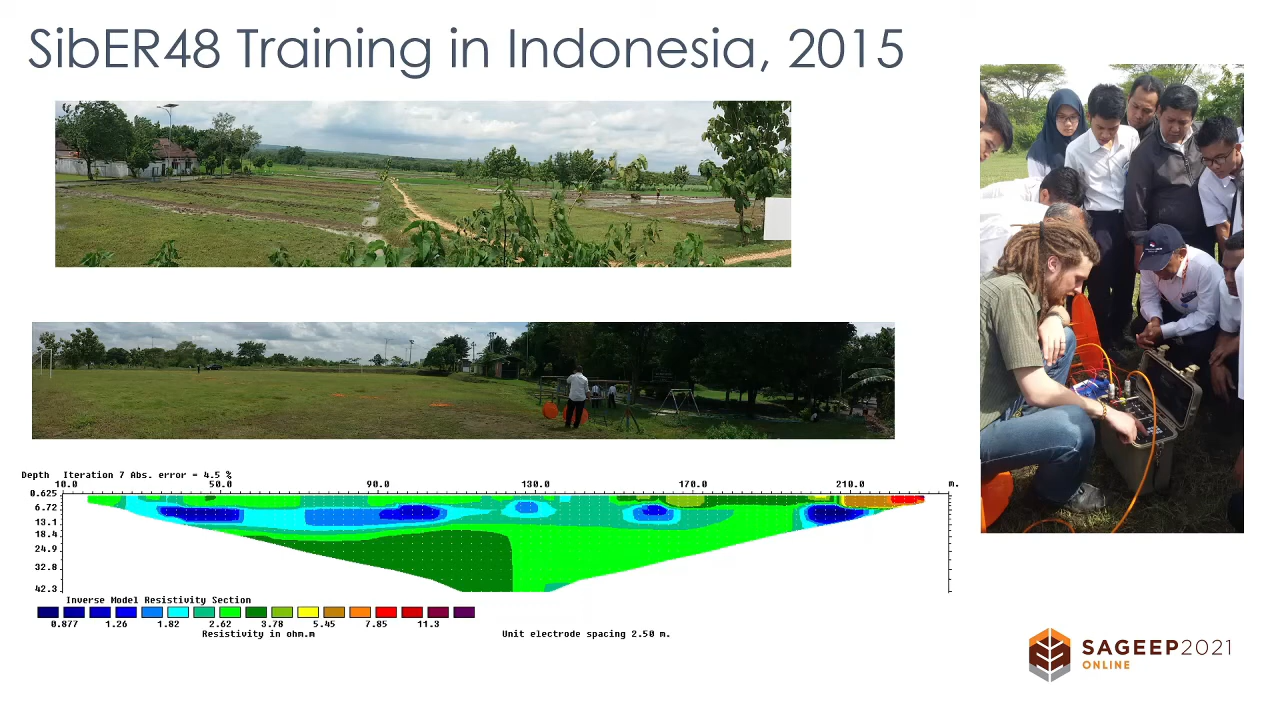 SibER48 Training in Indonesia, 2015
Depth Iteration 7 Abs. error = 4.5 %
10.0 50.0 90.0 130.0 170.0 210.0 m.
0.625
6.72
13.1
18.4
24.9
32.8
42.3
Inverse Model Resistivity Section
0.877 1.26 1.82 2.62 3.78 5.45 7.85 11.3
Resistivity in ohm.m
Unit electrode spacing 2.50 m.
SAGEEP2021
ONLINE